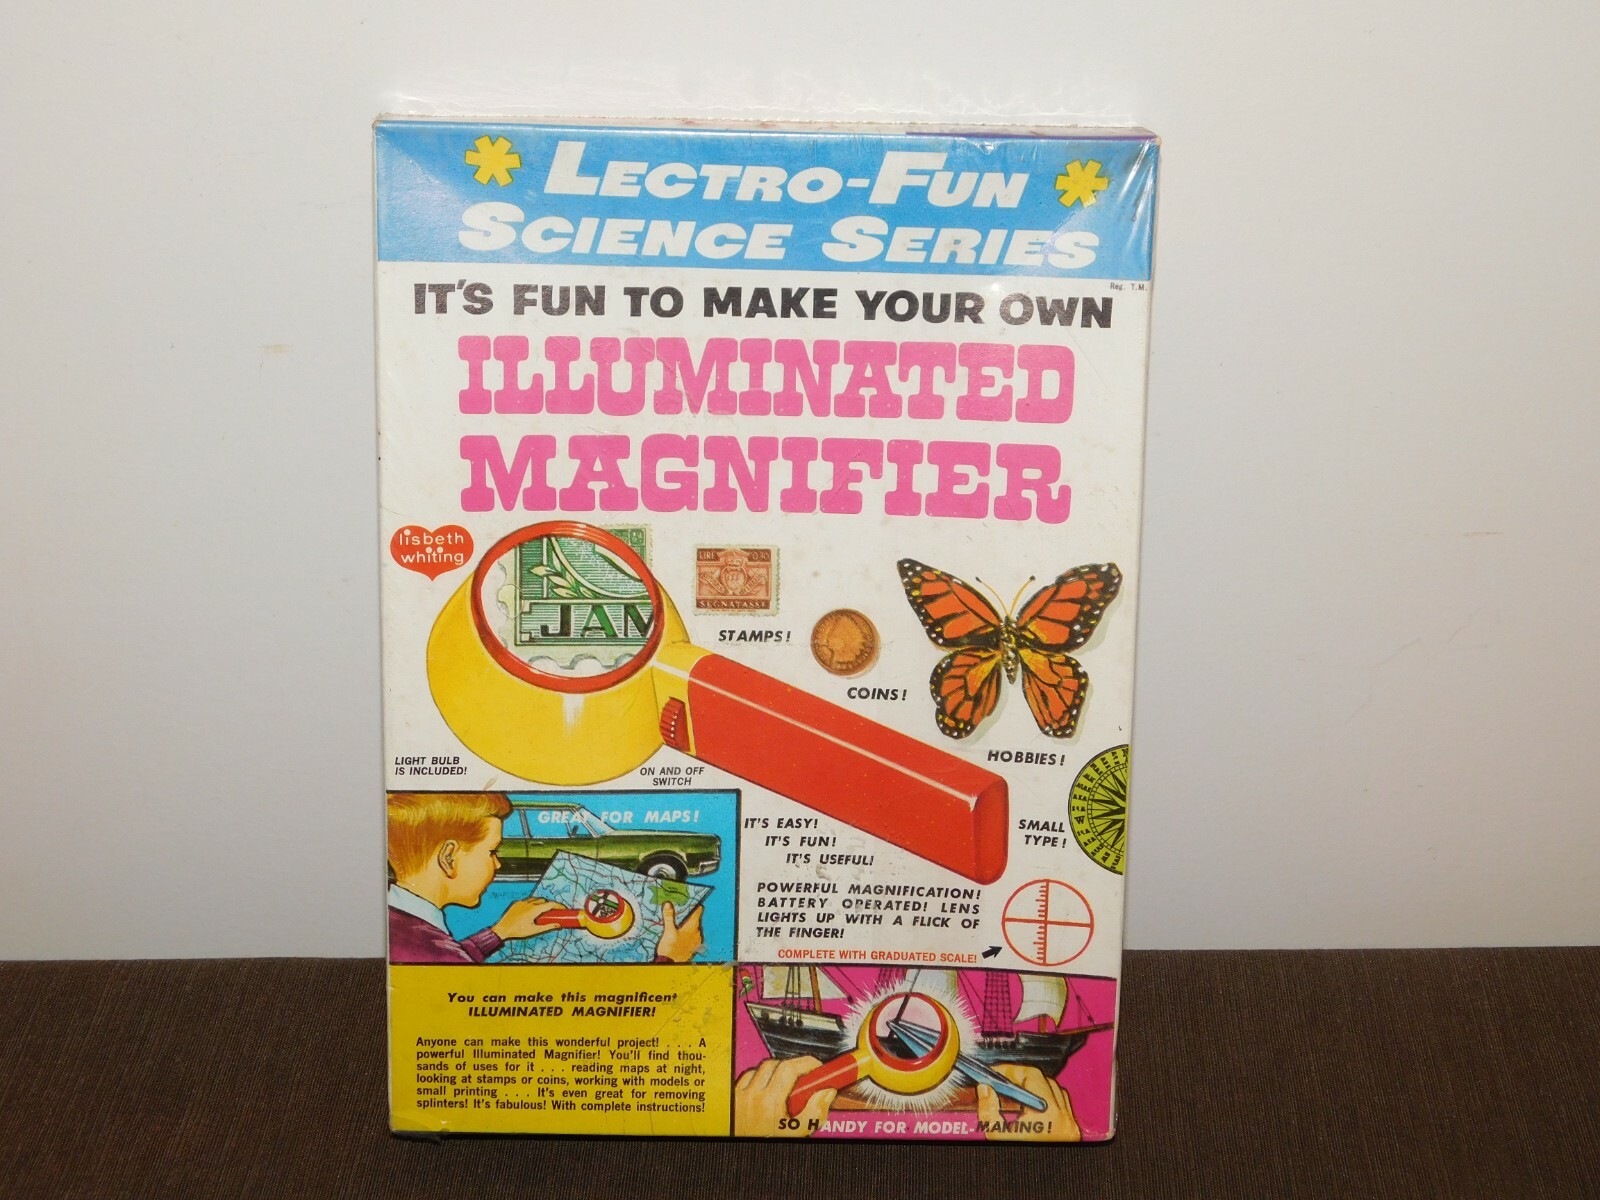 LECTRO-FUN
SCIENCE SERIES
Reg. T.M.
IT'S FUN TO MAKE YOUR OWN
ILLUMINATED
MAGNIFIER
lisbeth
whiting
JAM
LIRE 0,30
SEGNATASSE
STAMPS!
COINS!
HOBBIES!
LIGHT BULB
IS INCLUDED!
ON AND OFF
SWITCH
SMALL
TYPE!
W
GREAT FOR MAPS!
IT'S EASY!
IT'S FUN!
IT'S USEFUL!
POWERFUL MAGNIFICATION!
BATTERY OPERATED! LENS
LIGHTS UP WITH A FLICK OF
THE FINGER!
COMPLETE WITH GRADUATED SCALE!
You can make this magnificent
ILLUMINATED MAGNIFIER!
Anyone can make this wonderful project! . . . A
powerful Illuminated Magnifier! You'll find thou-
sands of uses for it . . . reading maps at night,
looking at stamps or coins, working with models or
small printing . . . It's even great for removing
splinters! It's fabulous! With complete instructions!
SO HANDY FOR MODEL-MAKING!